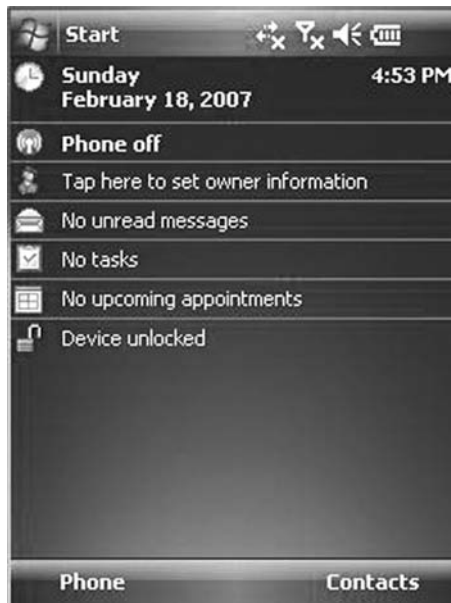 Start
Sunday 4:53 PM
February 18, 2007
Phone off
Tap here to set owner information
No unread messages
No tasks
No upcoming appointments
Device unlocked
Phone Contacts